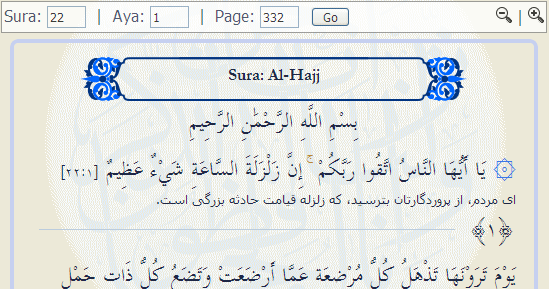 Sura: 22 | Aya: 1 | Page: 332 Go |
Sura: Al-Hajj
بِسْمِ اللَّهِ الرَّحْمَٰنِ الرَّحِيمِ
يَا أَيُّهَا النَّاسُ اتَّقُوا رَبَّكُمْ ۚ إِنَّ زَلْزَلَةَ السَّاعَةِ شَيْءٌ عَظِيمٌ [٢٢:١]
ای مردم، از پروردگارتان بترسید، که زلزله قیامت حادثه بزرگی است.
﴿١﴾
يَوْمَ تَرَوْنَهَا تَذْهَلُ كُلُّ مُرْضِعَةٍ عَمَّا أَرْضَعَتْ وَتَضَعُ كُلُّ ذَاتِ حَمْلٍ